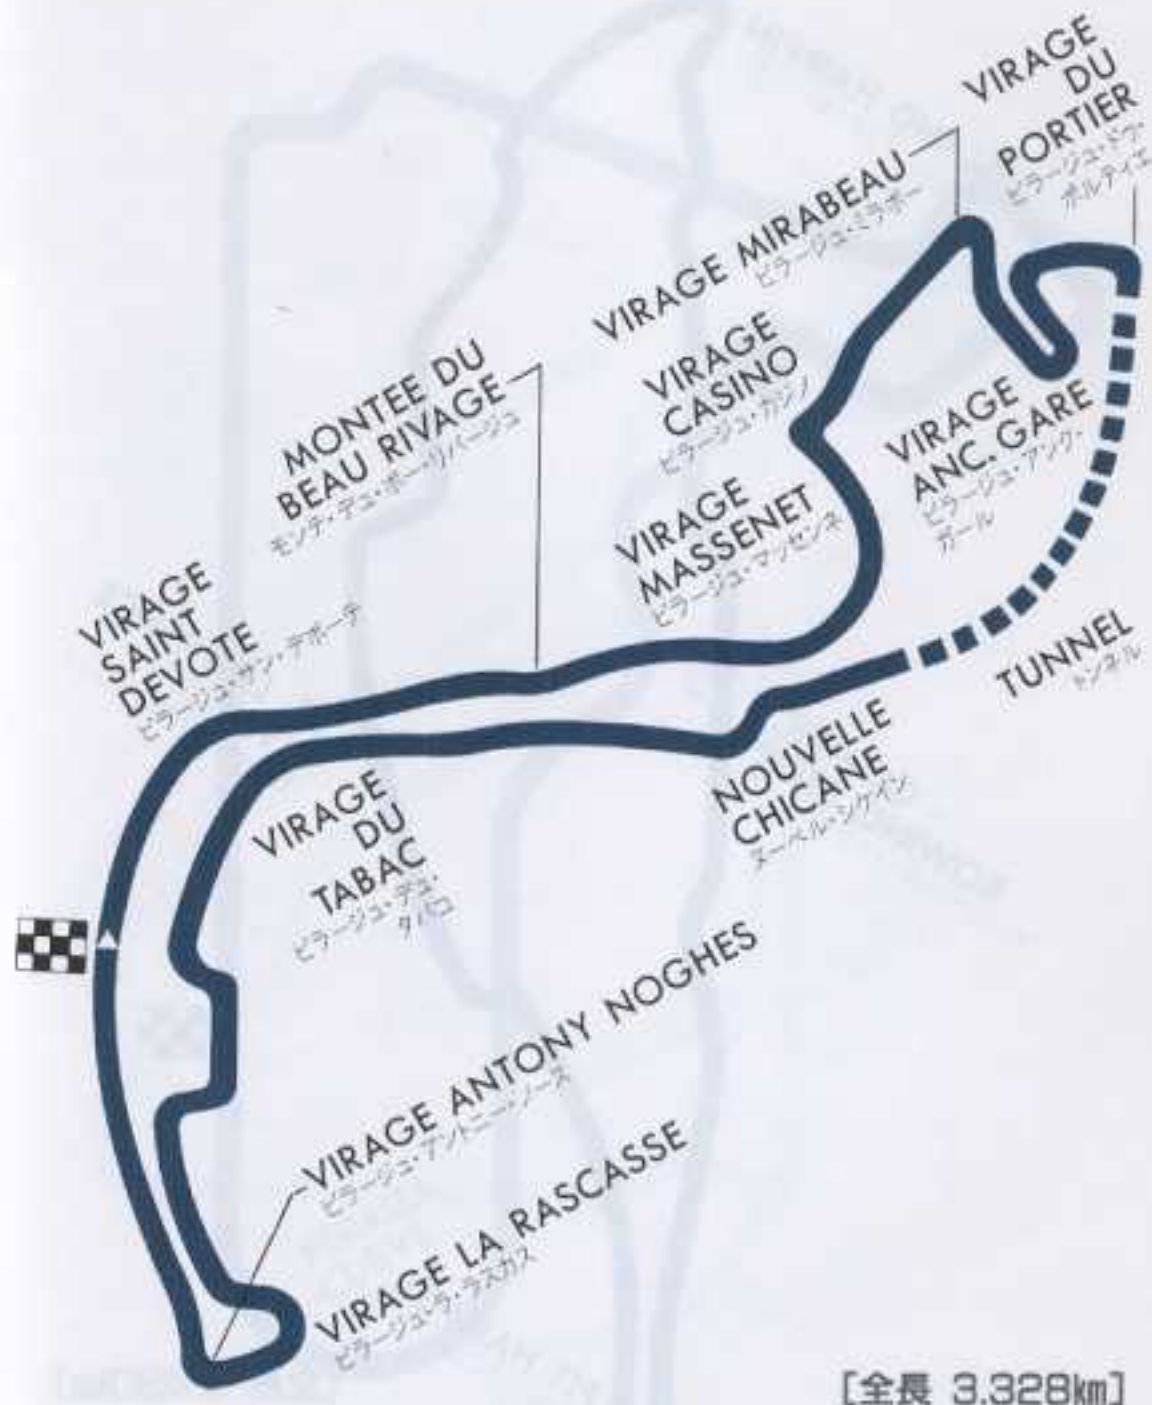 VIRAGE
DU
PORTIER
ビラージュ・ドゥ・
ポルティエ
VIRAGE MIRABEAU
ビラージュ・ミラボー
VIRAGE
CASINO
ビラージュ・カジノ
MONTEE DU
BEAU RIVAGE
モンテ・デュ・ボー・リバージュ
VIRAGE
ANC. GARE
ビラージュ・アンク・
ガール
VIRAGE
MASSENET
ビラージュ・マッセンネ
VIRAGE
SAINT
DEVOTE
ビラージュ・サン・デボーテ
TUNNEL
トンネル
NOUVELLE
CHICANE
ヌーベル・シケイン
VIRAGE
DU
TABAC
ビラージュ・デュ・
タバコ
VIRAGE ANTONY NOGHES
ビラージュ・アントニー・ノース
VIRAGE LA RASCASSE
ビラージュ・ラ・ラスカス
[全長 3.328km]